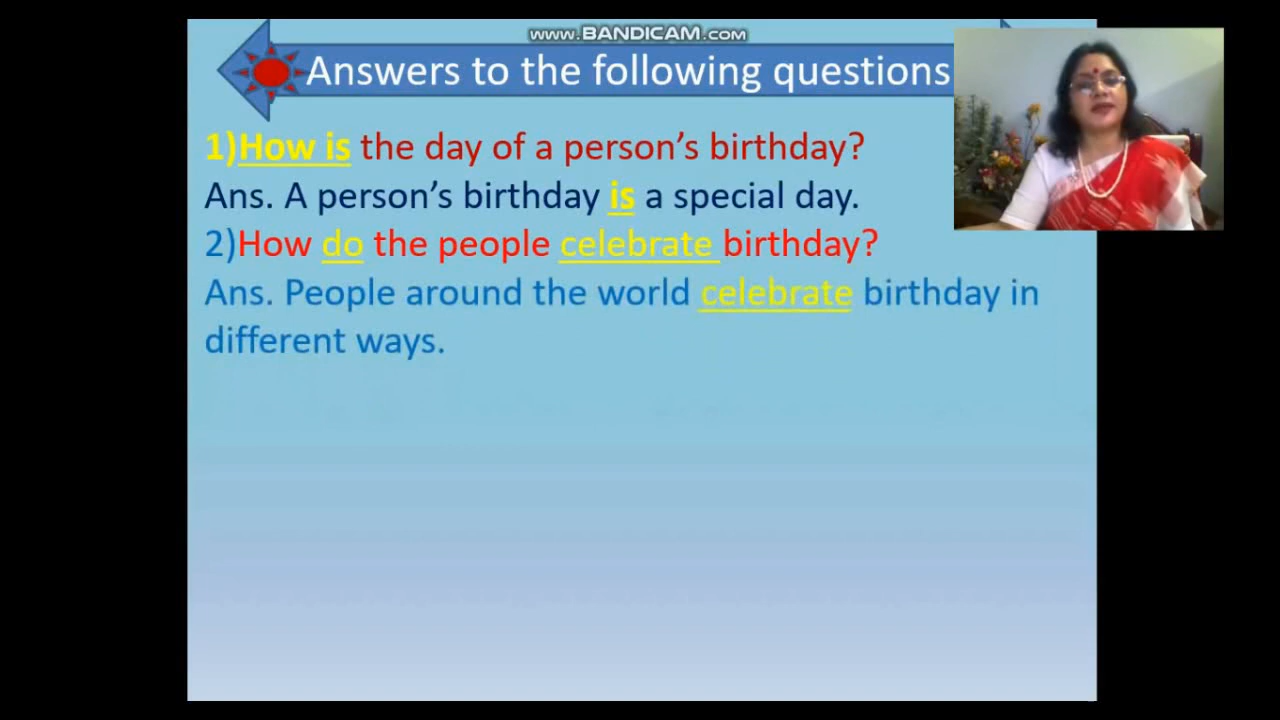 www.BANDICAM.com
Answers to the following questions
1)How is the day of a person's birthday?
Ans. A person's birthday is a special day.
2)How do the people celebrate birthday?
Ans. People around the world celebrate birthday in
different ways.